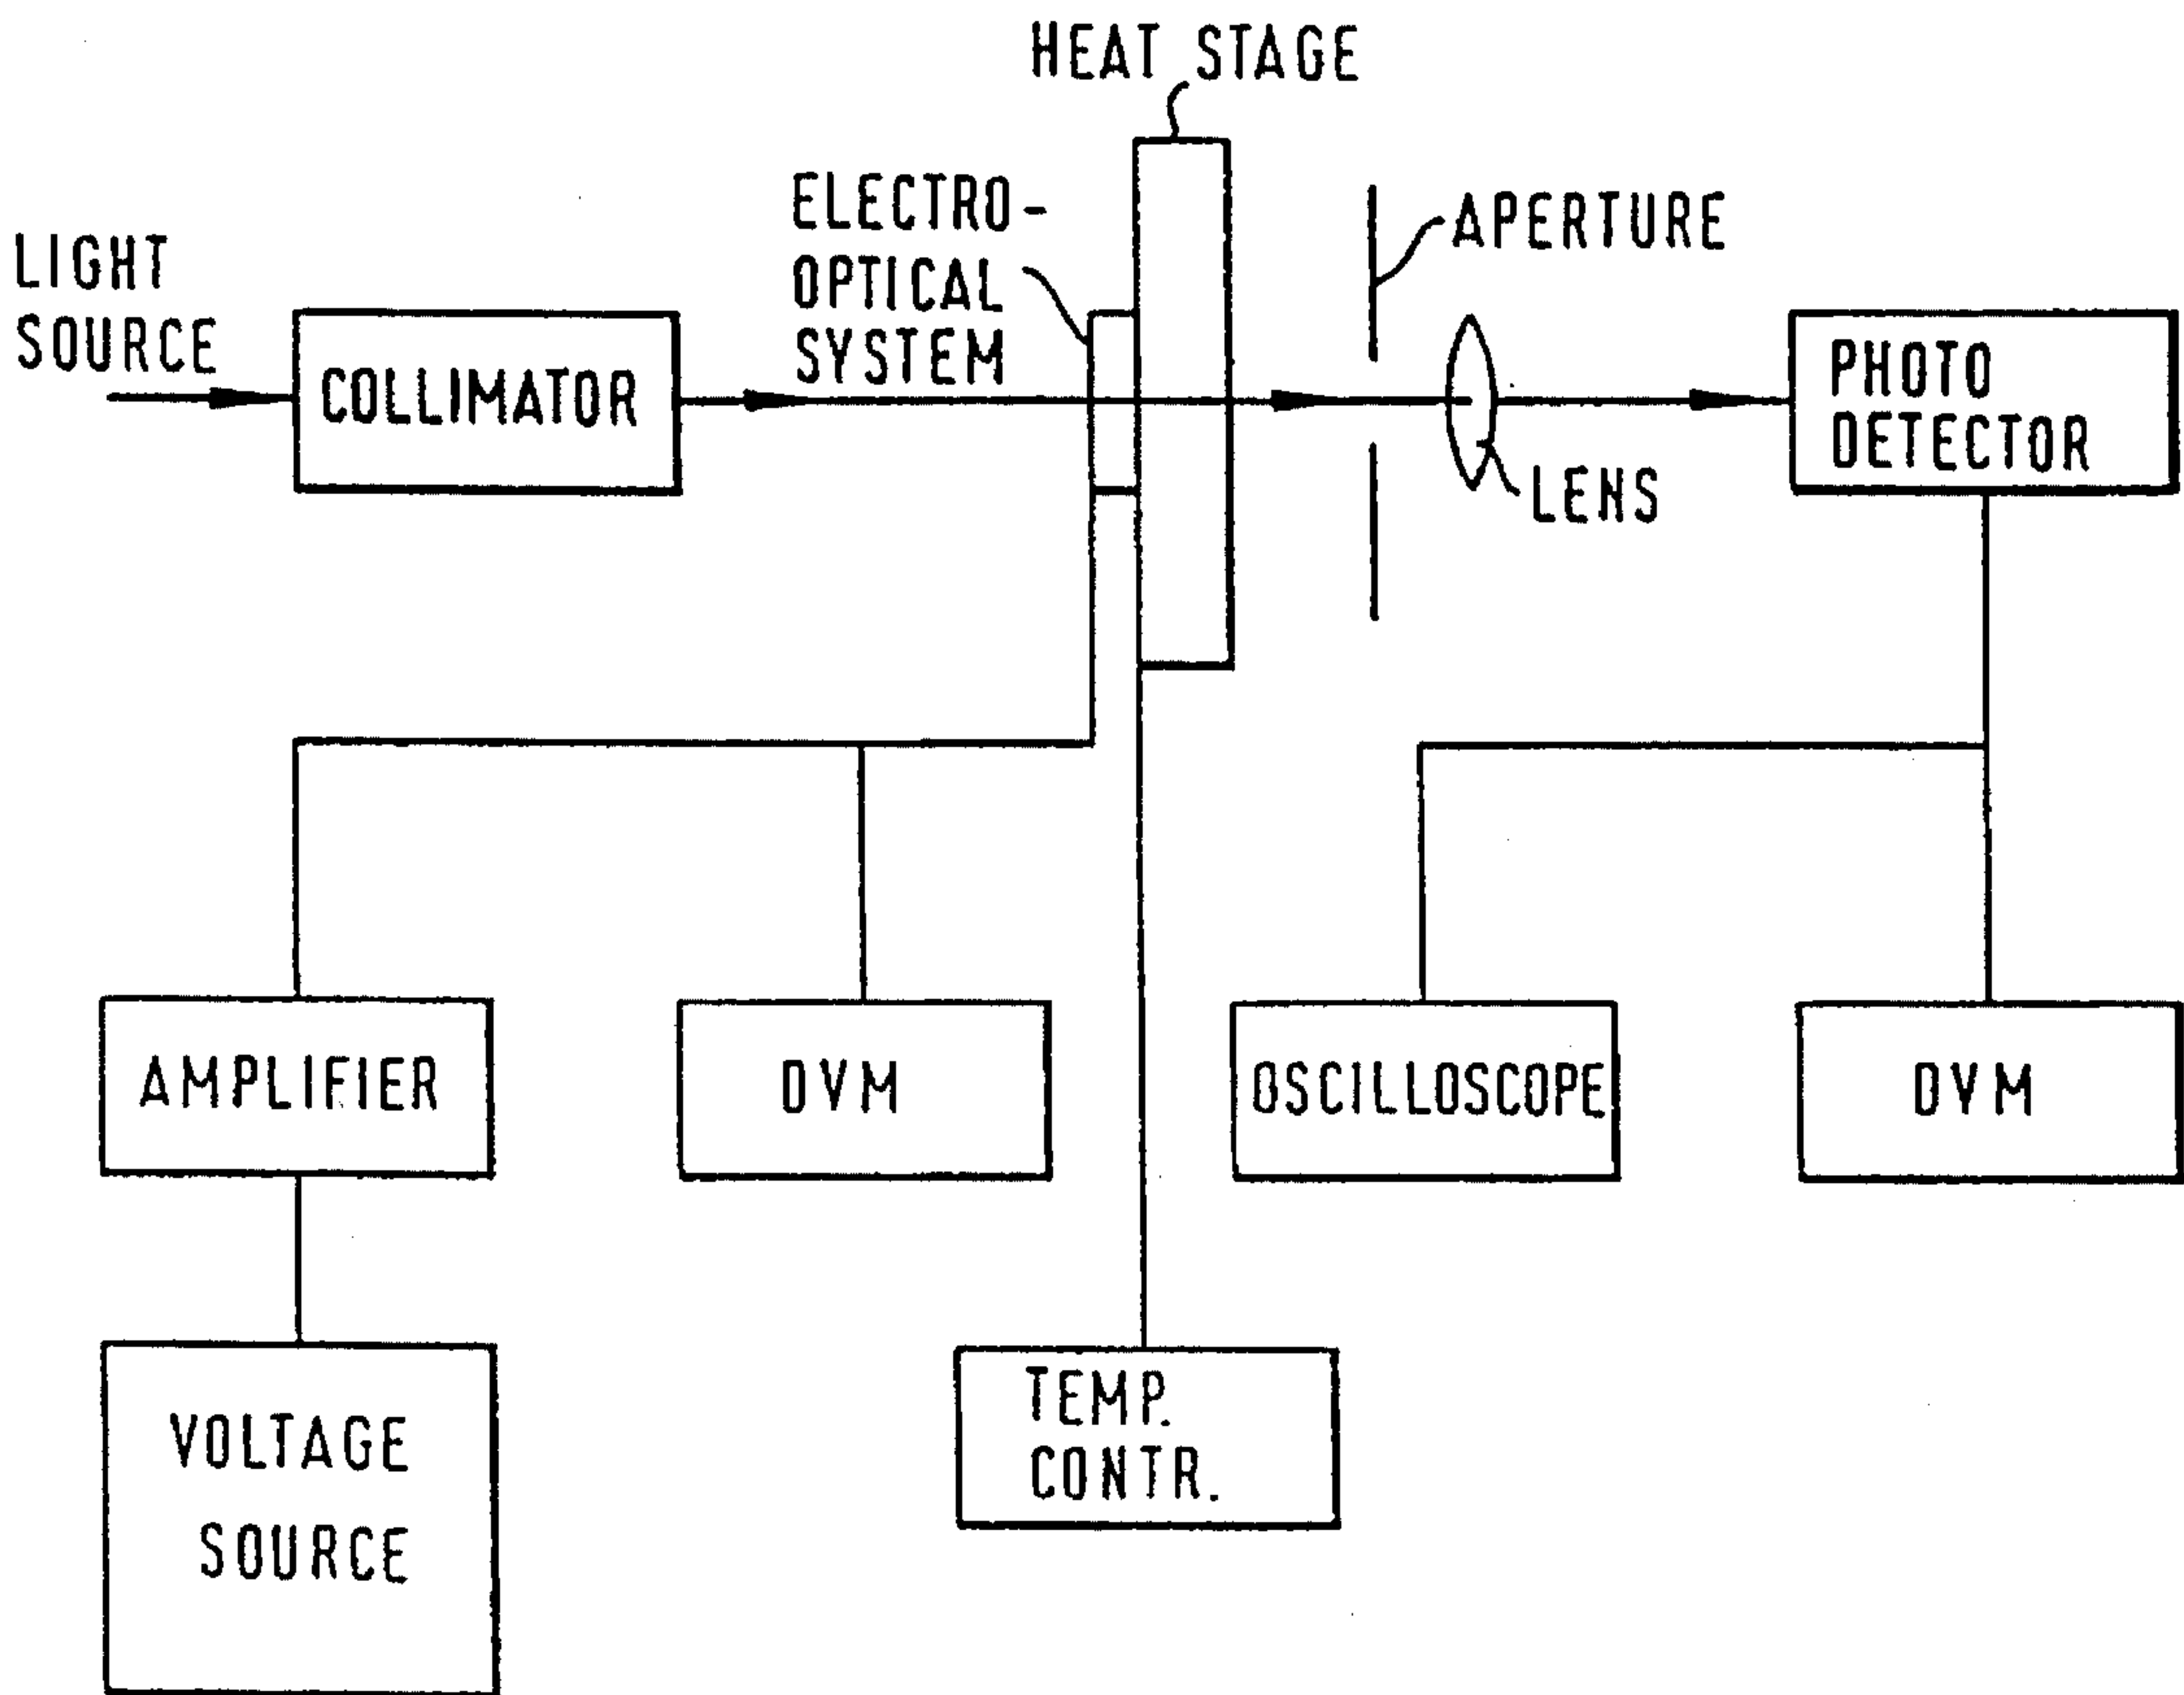 HEAT STAGE
ELECTRO-
OPTICAL
SYSTEM
APERTURE
LIGHT
SOURCE
COLLIMATOR
PHOTO
DETECTOR
LENS
AMPLIFIER
DVM
OSCILLOSCOPE
DVM
VOLTAGE
SOURCE
TEMP.
CONTR.